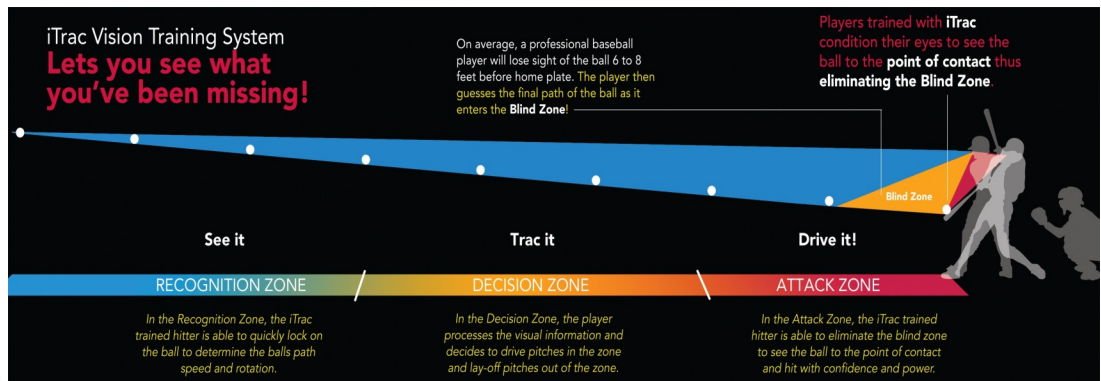 iTrac Vision Training System
Lets you see what
you've been missing!
On average, a professional baseball
player will lose sight of the ball 6 to 8
feet before home plate. The player then
guesses the final path of the ball as it
enters the Blind Zone!
Players trained with iTrac
condition their eyes to see the
ball to the point of contact thus
eliminating the Blind Zone.
Blind Zone
See it
Trac it
Drive it!
RECOGNITION ZONE
DECISION ZONE
ATTACK ZONE
In the Recognition Zone, the iTrac
trained hitter is able to quickly lock on
the ball to determine the balls path
speed and rotation.
In the Decision Zone, the player
processes the visual information and
decides to drive pitches in the zone
and lay-off pitches out of the zone.
In the Attack Zone, the iTrac trained
hitter is able to eliminate the blind zone
to see the ball to the point of contact
and hit with confidence and power.